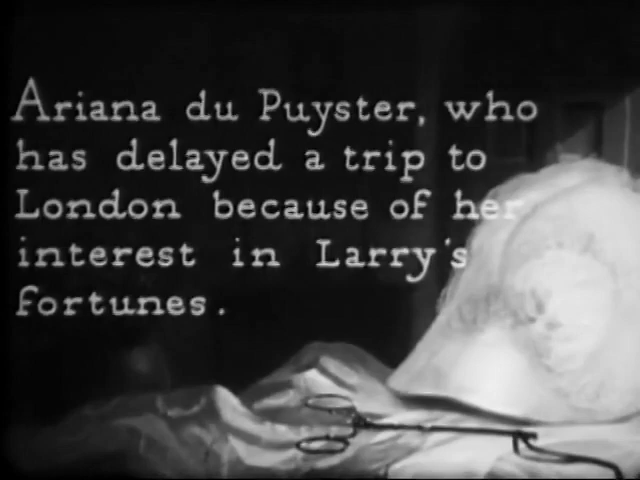 Ariana du Puyster, who
has delayed a trip to
London because of her
interest in Larry's
fortunes.